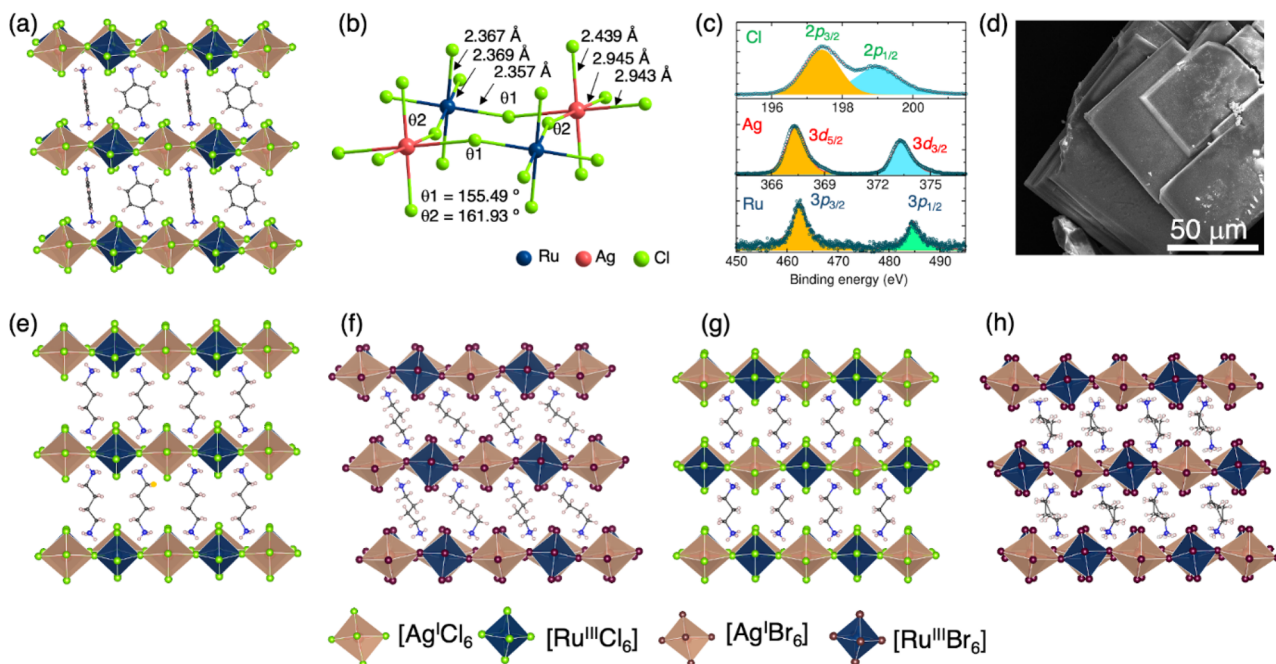 (a)
(b)
2.367 Å
2.369 Å
2.357 Å
2.439 Å
2.945 Å
2.943 Å
θ1
θ2
θ2
θ1
θ1 = 155.49 º
θ2 = 161.93 º
Ru
Ag
Cl
(c)
Cl
2p3/2
2p1/2
196
198
200
Ag
3d5/2
3d3/2
366
369
372
375
Ru
3p3/2
3p1/2
450
460
470
480
490
Binding energy (eV)
(d)
50 μm
(e)
(f)
(g)
(h)
[AgᴵCl₆
[RuᴵᴵᴵCl₆]
[AgᴵBr₆]
[RuᴵᴵᴵBr₆]